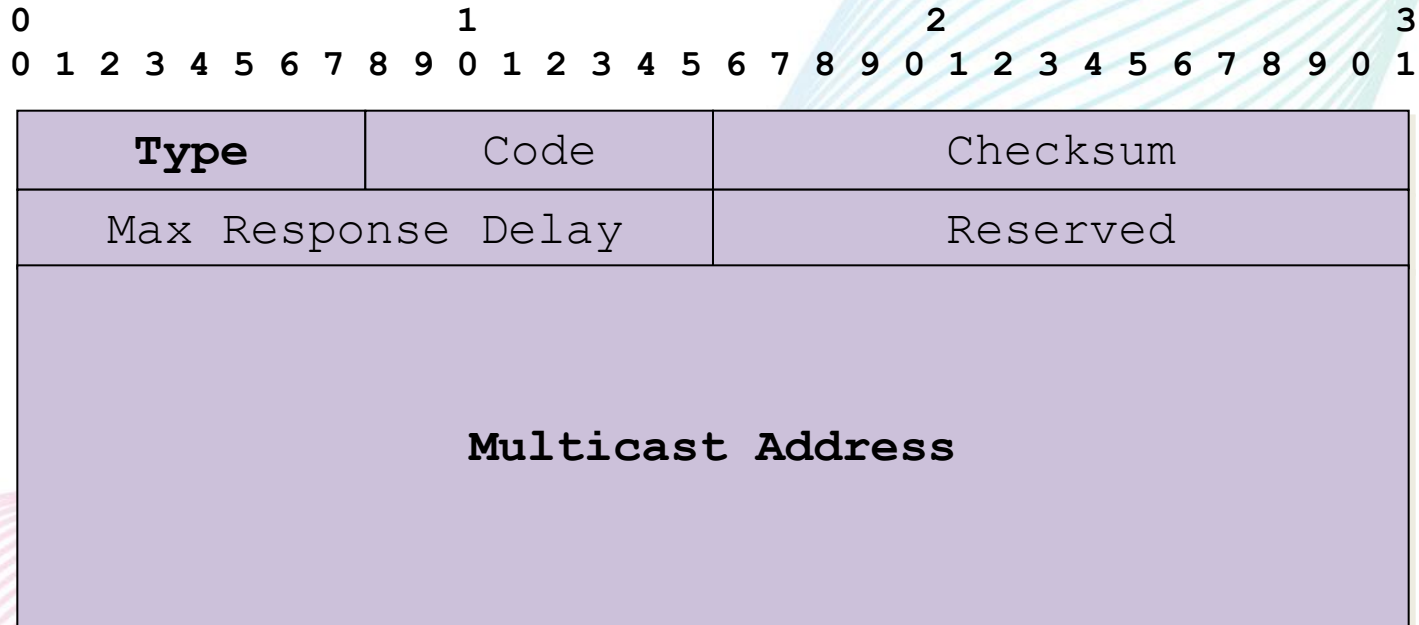 0 1 2 3
0 1 2 3 4 5 6 7 8 9 0 1 2 3 4 5 6 7 8 9 0 1 2 3 4 5 6 7 8 9 0 1
Type Code Checksum
Max Response Delay Reserved
Multicast Address